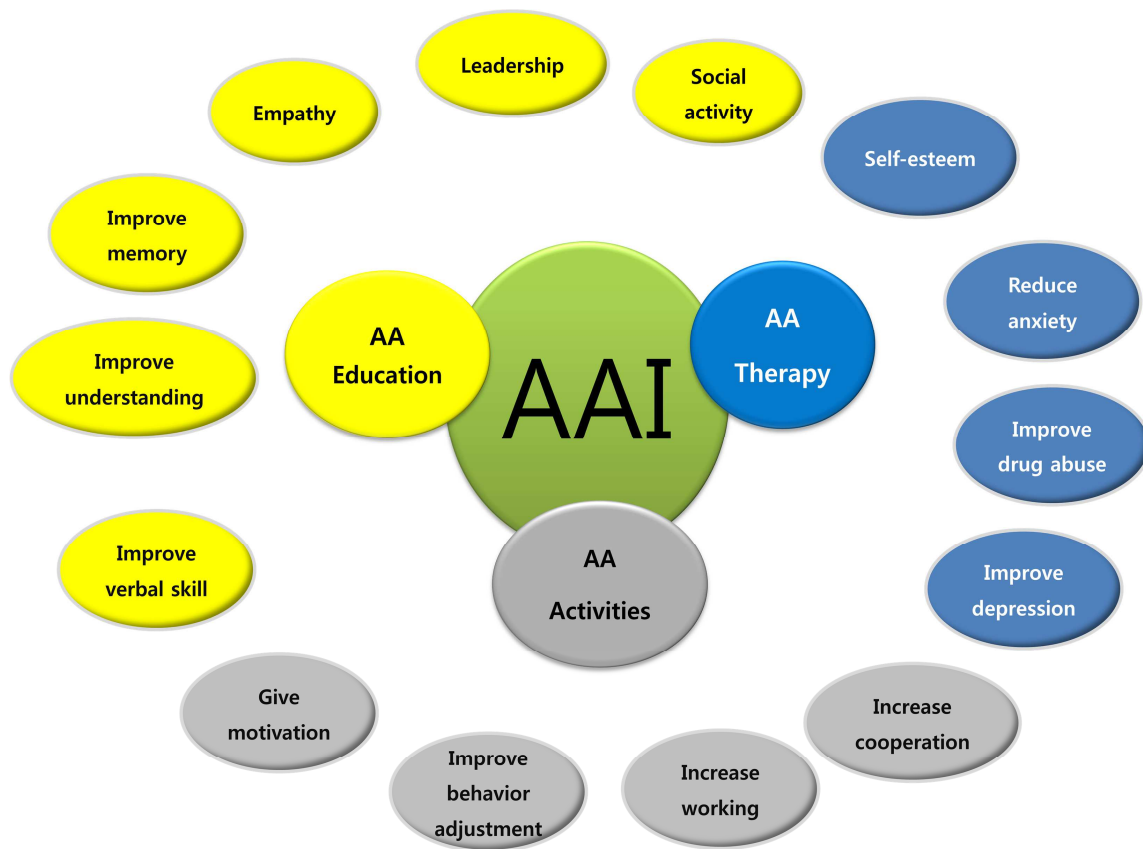 Leadership
Social
activity
Empathy
Self-esteem
Improve
memory
Reduce
anxiety
AA
Education
AAI
AA
Therapy
Improve
understanding
Improve
drug abuse
Improve
verbal skill
AA
Activities
Improve
depression
Give
motivation
Increase
cooperation
Improve
behavior
adjustment
Increase
working